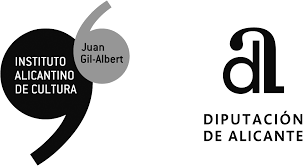 INSTITUTO
ALICANTINO
DE CULTURA
Juan
Gil-Albert
DIPUTACIÓN
DE ALICANTE